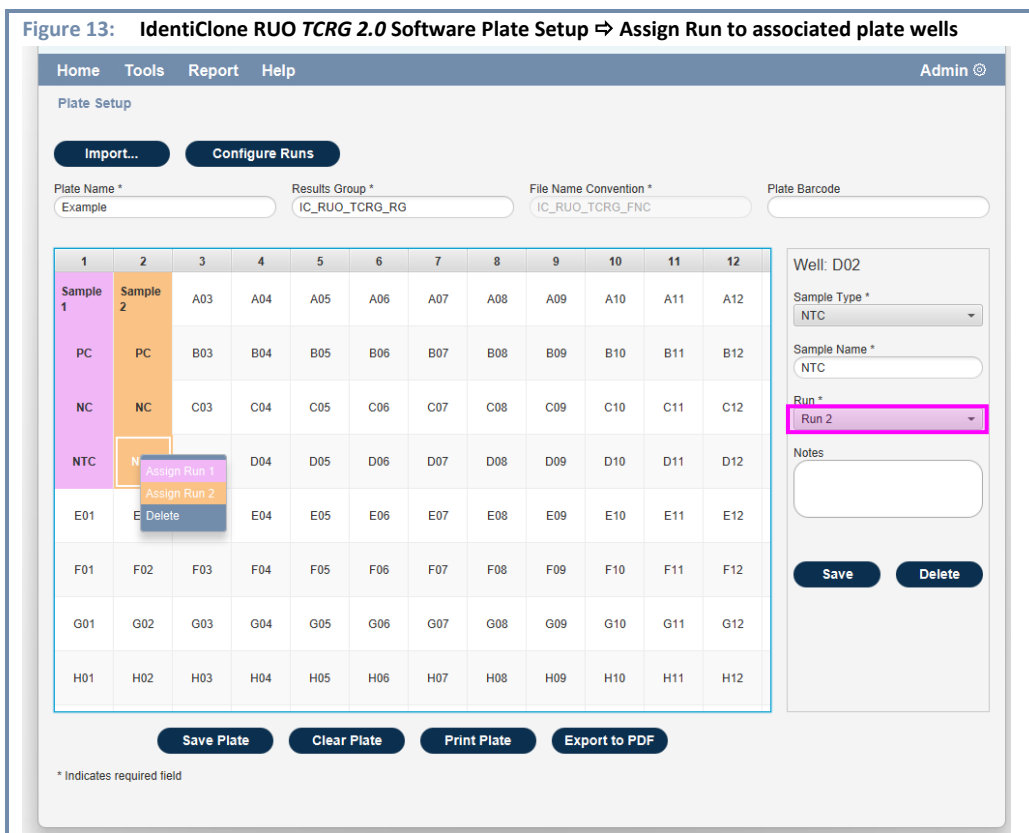 Figure 13: IdentiClone RUO TCRG 2.0 Software Plate Setup ⇨ Assign Run to associated plate wells
Home Tools Report Help Admin
Plate Setup
Import... Configure Runs
Plate Name * Results Group * File Name Convention * Plate Barcode
Example IC_RUO_TCRG_RG IC_RUO_TCRG_FNC
1 2 3 4 5 6 7 8 9 10 11 12
Sample 1 Sample 2 A03 A04 A05 A06 A07 A08 A09 A10 A11 A12
PC PC B03 B04 B05 B06 B07 B08 B09 B10 B11 B12
NC NC C03 C04 C05 C06 C07 C08 C09 C10 C11 C12
NTC N D04 D05 D06 D07 D08 D09 D10 D11 D12
Assign Run 1
Assign Run 2
Delete
E01 E E04 E05 E06 E07 E08 E09 E10 E11 E12
F01 F02 F03 F04 F05 F06 F07 F08 F09 F10 F11 F12
G01 G02 G03 G04 G05 G06 G07 G08 G09 G10 G11 G12
H01 H02 H03 H04 H05 H06 H07 H08 H09 H10 H11 H12
Well: D02
Sample Type *
NTC
Sample Name *
NTC
Run *
Run 2
Notes
Save Delete
Save Plate Clear Plate Print Plate Export to PDF
* Indicates required field